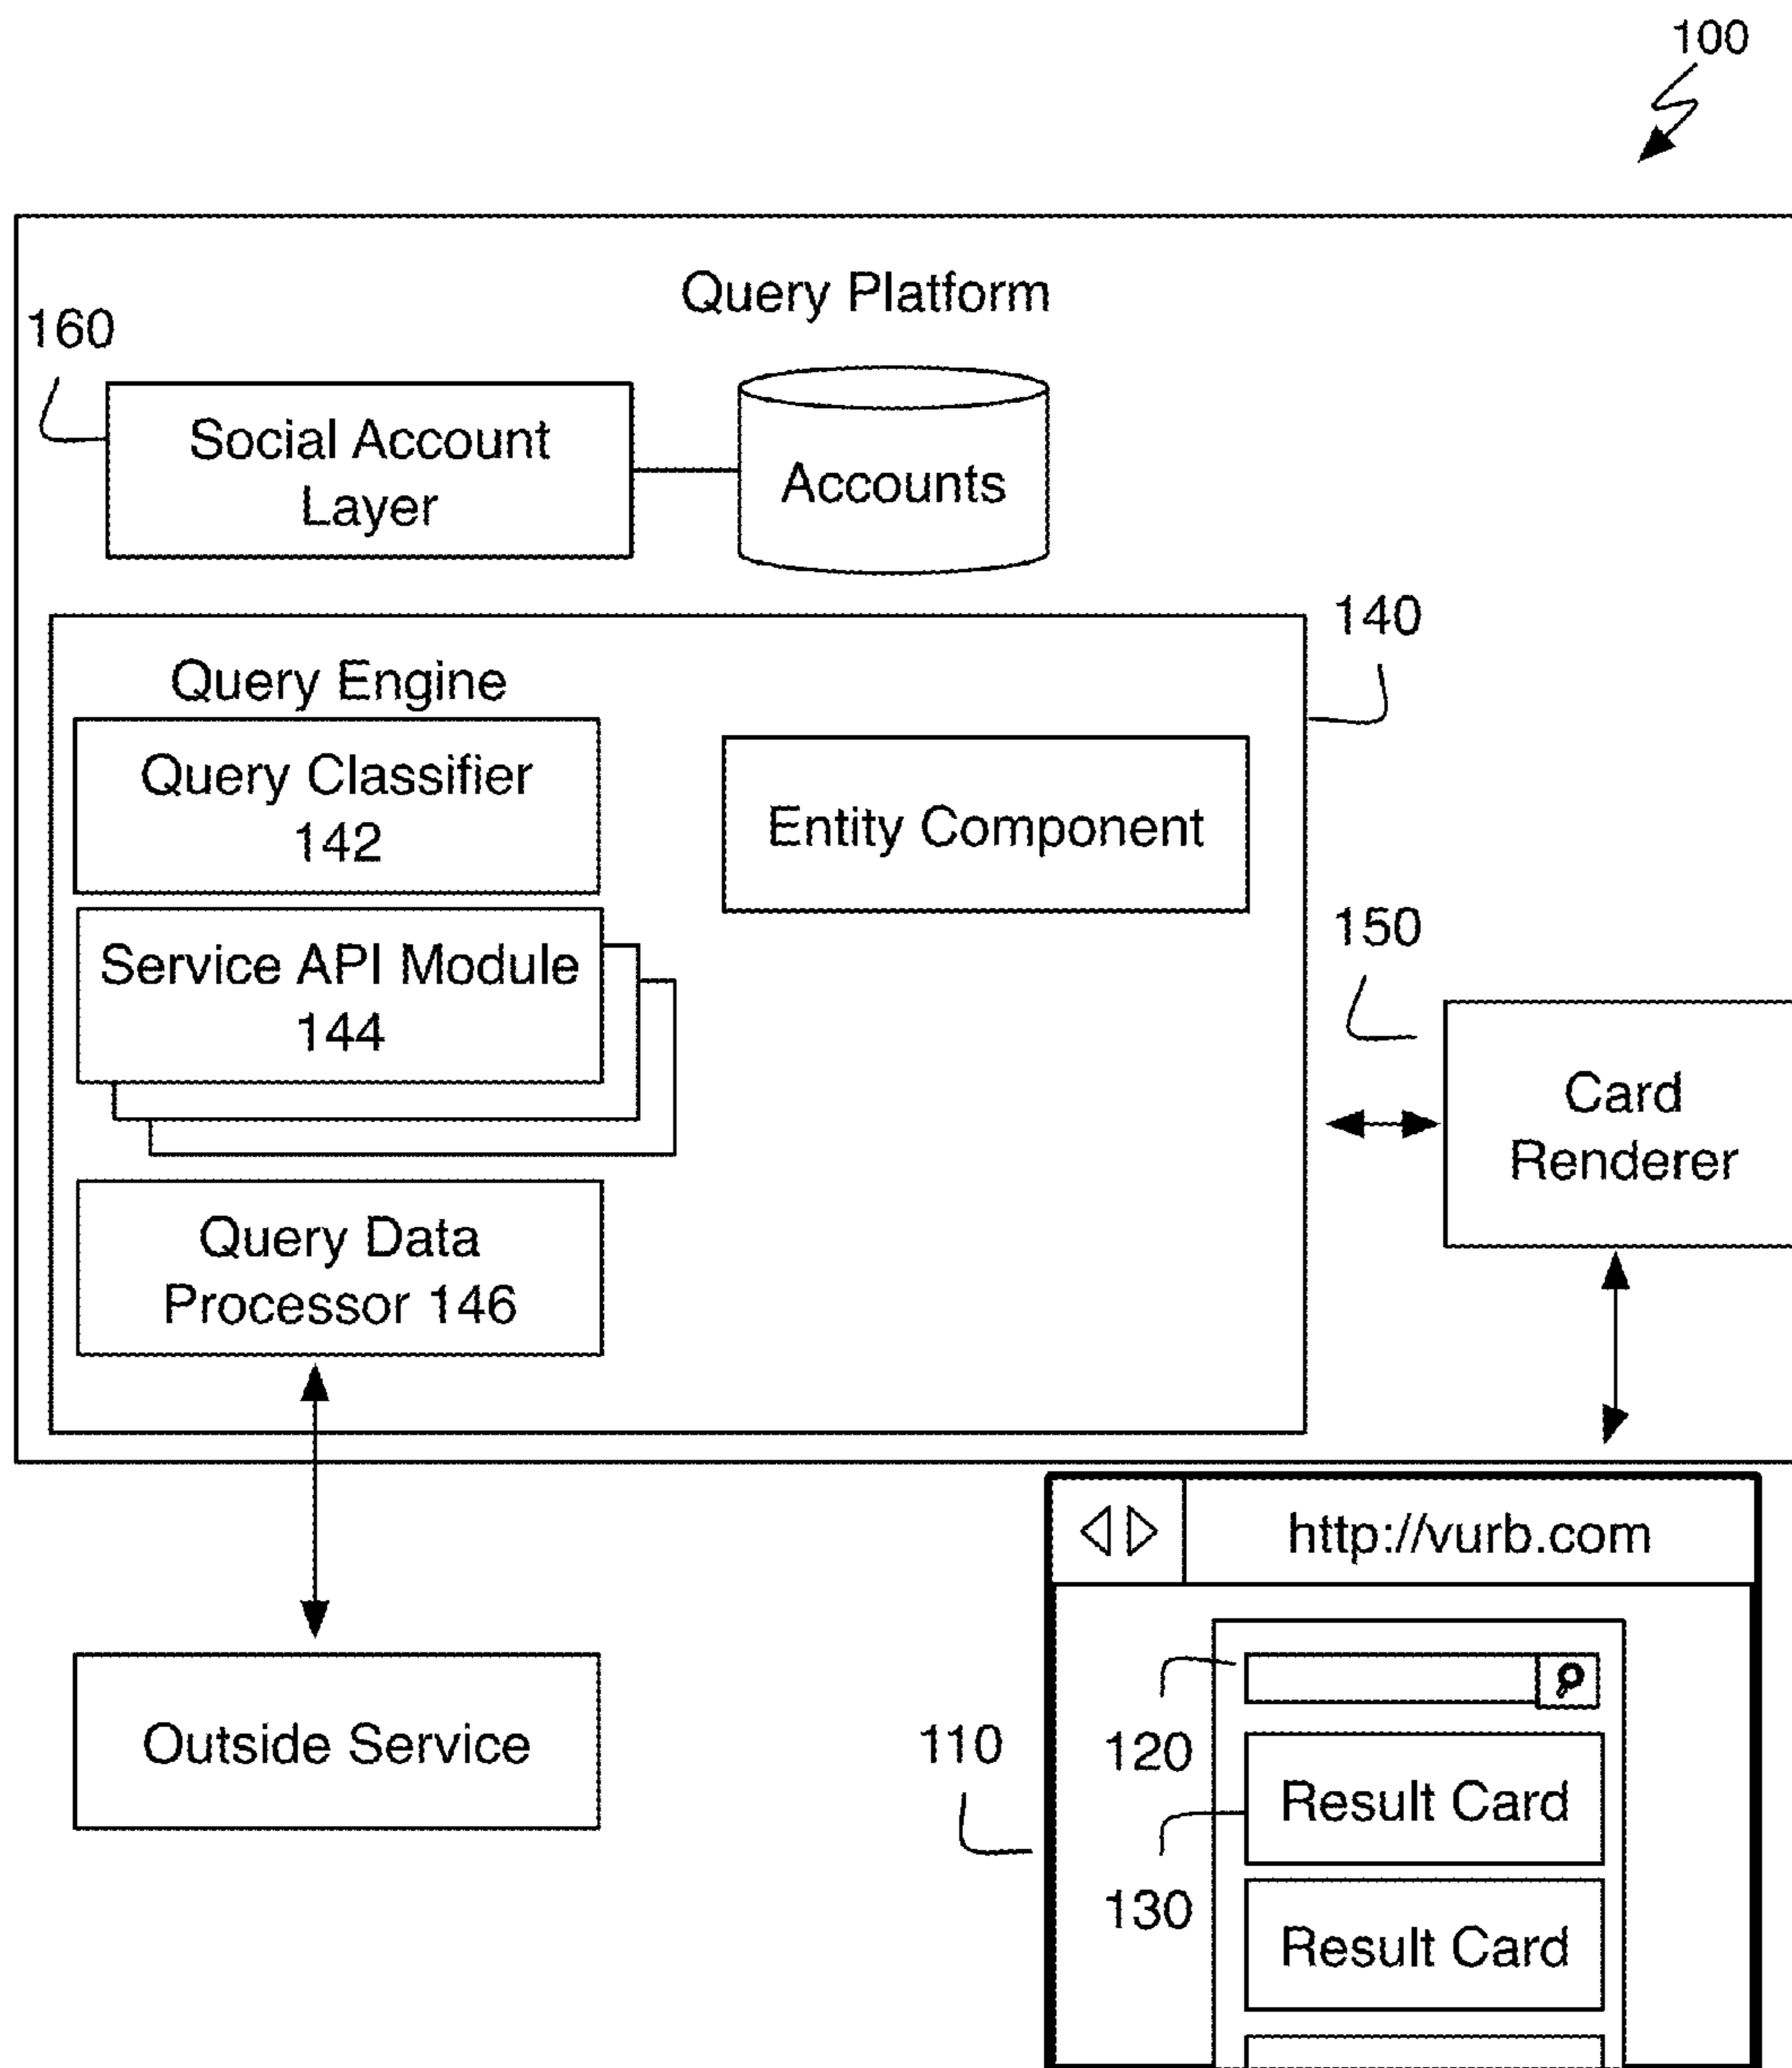 100
Query Platform
160
Social Account
Layer
Accounts
140
Query Engine
Query Classifier
142
Entity Component
150
Service API Module
144
Card
Renderer
Query Data
Processor 146
http://vurb.com
Outside Service
110
120
Result Card
130
Result Card